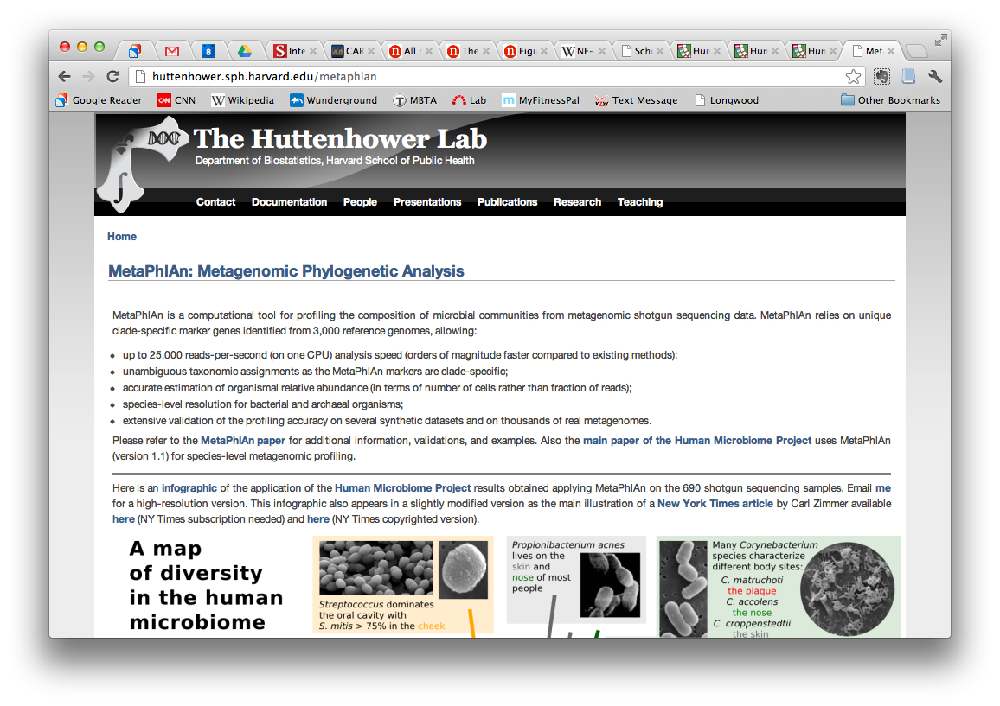 8 S Inte CAF n All r n The n Figu W NF- Sch Hur Hur Hur Met
huttenhower.sph.harvard.edu/metaphlan
Google Reader CNN Wikipedia Wunderground MBTA Lab MyFitnessPal Text Message Longwood Other Bookmarks
The Huttenhower Lab
Department of Biostatistics, Harvard School of Public Health
Contact Documentation People Presentations Publications Research Teaching
Home
MetaPhlAn: Metagenomic Phylogenetic Analysis
MetaPhlAn is a computational tool for profiling the composition of microbial communities from metagenomic shotgun sequencing data. MetaPhlAn relies on unique
clade-specific marker genes identified from 3,000 reference genomes, allowing:
• up to 25,000 reads-per-second (on one CPU) analysis speed (orders of magnitude faster compared to existing methods);
• unambiguous taxonomic assignments as the MetaPhlAn markers are clade-specific;
• accurate estimation of organismal relative abundance (in terms of number of cells rather than fraction of reads);
• species-level resolution for bacterial and archaeal organisms;
• extensive validation of the profiling accuracy on several synthetic datasets and on thousands of real metagenomes.
Please refer to the MetaPhlAn paper for additional information, validations, and examples. Also the main paper of the Human Microbiome Project uses MetaPhlAn
(version 1.1) for species-level metagenomic profiling.
Here is an infographic of the application of the Human Microbiome Project results obtained applying MetaPhlAn on the 690 shotgun sequencing samples. Email me
for a high-resolution version. This infographic also appears in a slightly modified version as the main illustration of a New York Times article by Carl Zimmer available
here (NY Times subscription needed) and here (NY Times copyrighted version).
A map
of diversity
in the human
microbiome
Streptococcus dominates
the oral cavity with
S. mitis > 75% in the cheek
Propionibacterium acnes
lives on the
skin and
nose of most
people
Many Corynebacterium
species characterize
different body sites:
C. matruchoti
the plaque
C. accolens
the nose
C. croppenstedtii
the skin